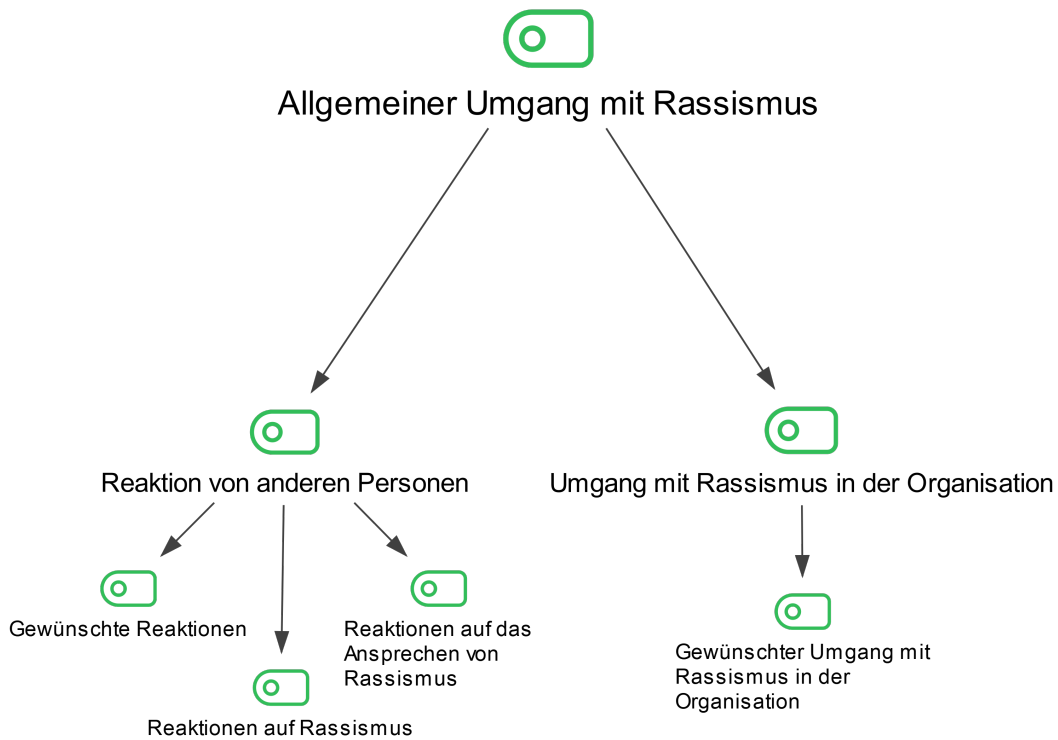 Allgemeiner Umgang mit Rassismus
Reaktion von anderen Personen
Umgang mit Rassismus in der Organisation
Gewünschte Reaktionen
Reaktionen auf das
Ansprechen von
Rassismus
Reaktionen auf Rassismus
Gewünschter Umgang mit
Rassismus in der
Organisation